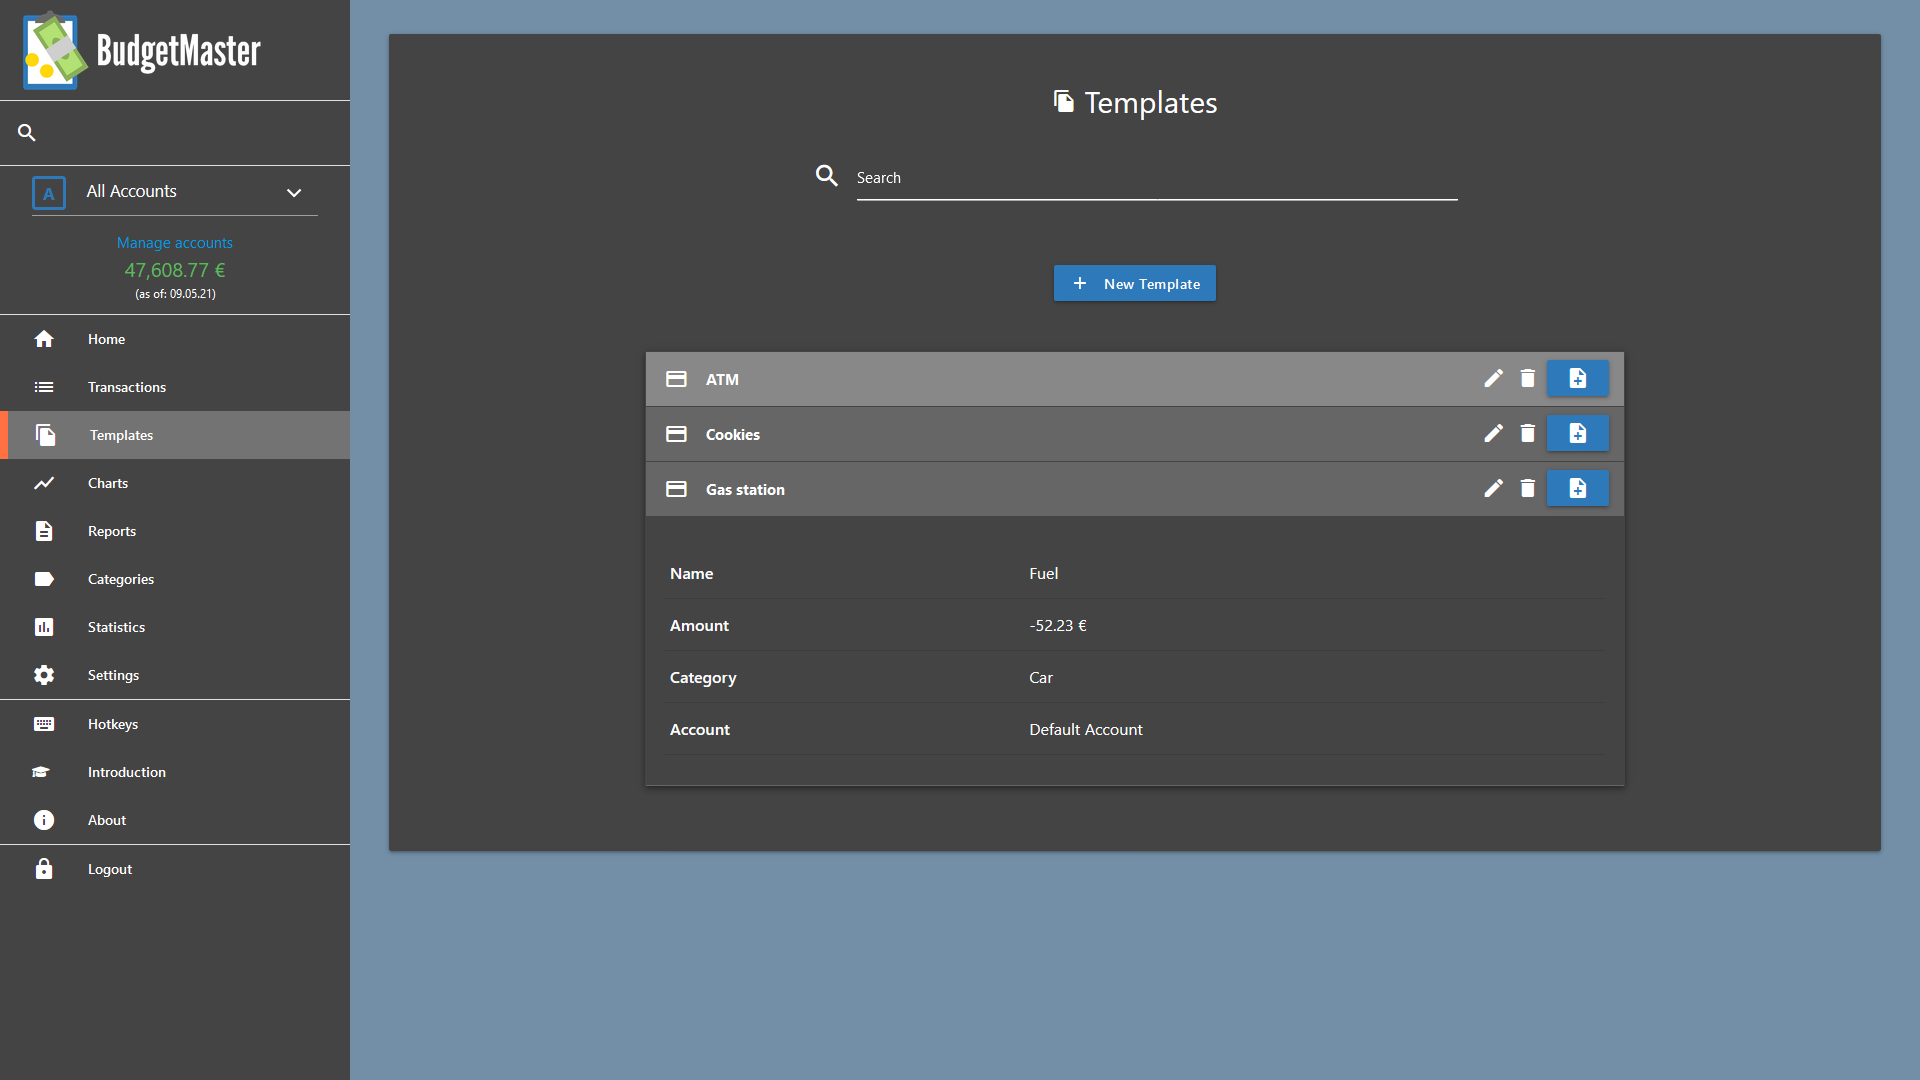 BudgetMaster
A All Accounts
Manage accounts
47,608.77 €
(as of: 09.05.21)
Home
Transactions
Templates
Charts
Reports
Categories
Statistics
Settings
Hotkeys
Introduction
About
Logout
Templates
Search
New Template
ATM
Cookies
Gas station
Name Fuel
Amount -52.23 €
Category Car
Account Default Account